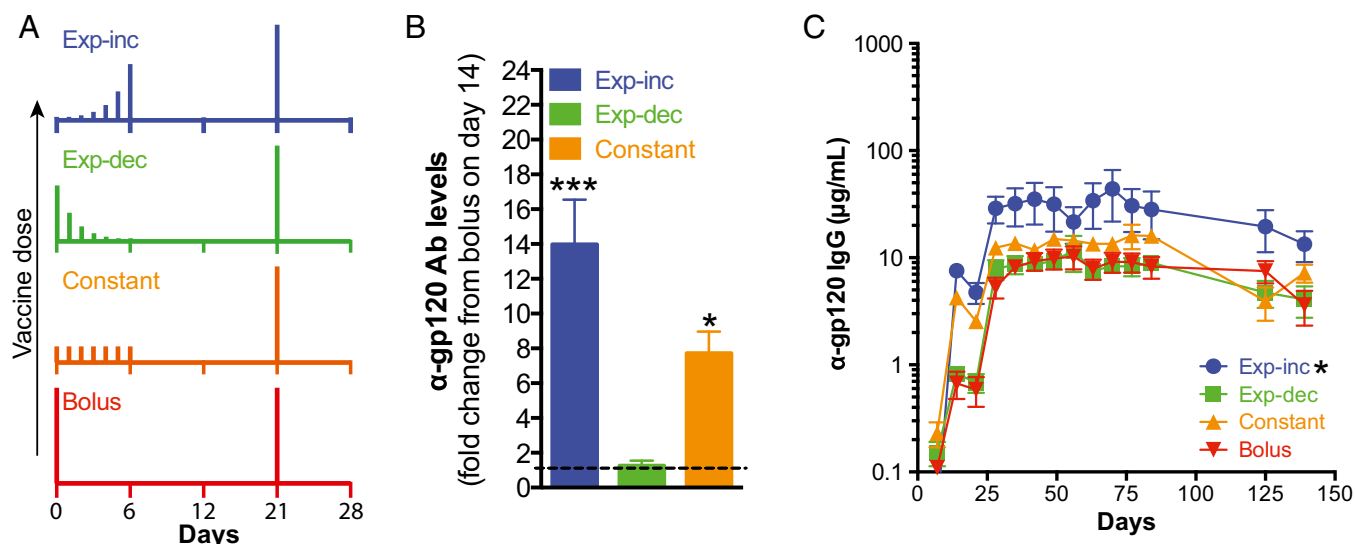 A
Exp-inc
Exp-dec
Constant
Bolus
Vaccine dose
0 6 12 21 28
Days
B
α-gp120 Ab levels
(fold change from bolus on day 14)
24
22
20
18
16
14
12
10
8
6
4
2
0
Exp-inc
Exp-dec
Constant
***
*
C
α-gp120 IgG (µg/mL)
1000
100
10
1
0.1
Exp-inc *
Exp-dec
Constant
Bolus
0 25 50 75 100 125 150
Days